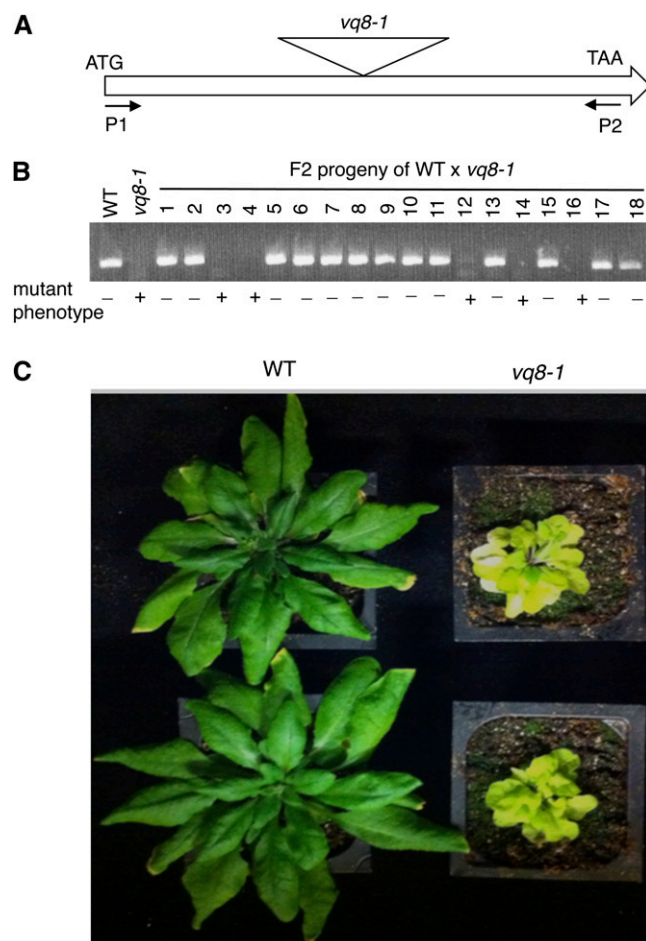 A
vq8-1
ATG
TAA
P1
P2
B
F2 progeny of WT x vq8-1
WT vq8-1 1 2 3 4 5 6 7 8 9 10 11 12 13 14 15 16 17 18
mutant phenotype
– + – – + + – – – – – – – + – + – + – –
C
WT vq8-1